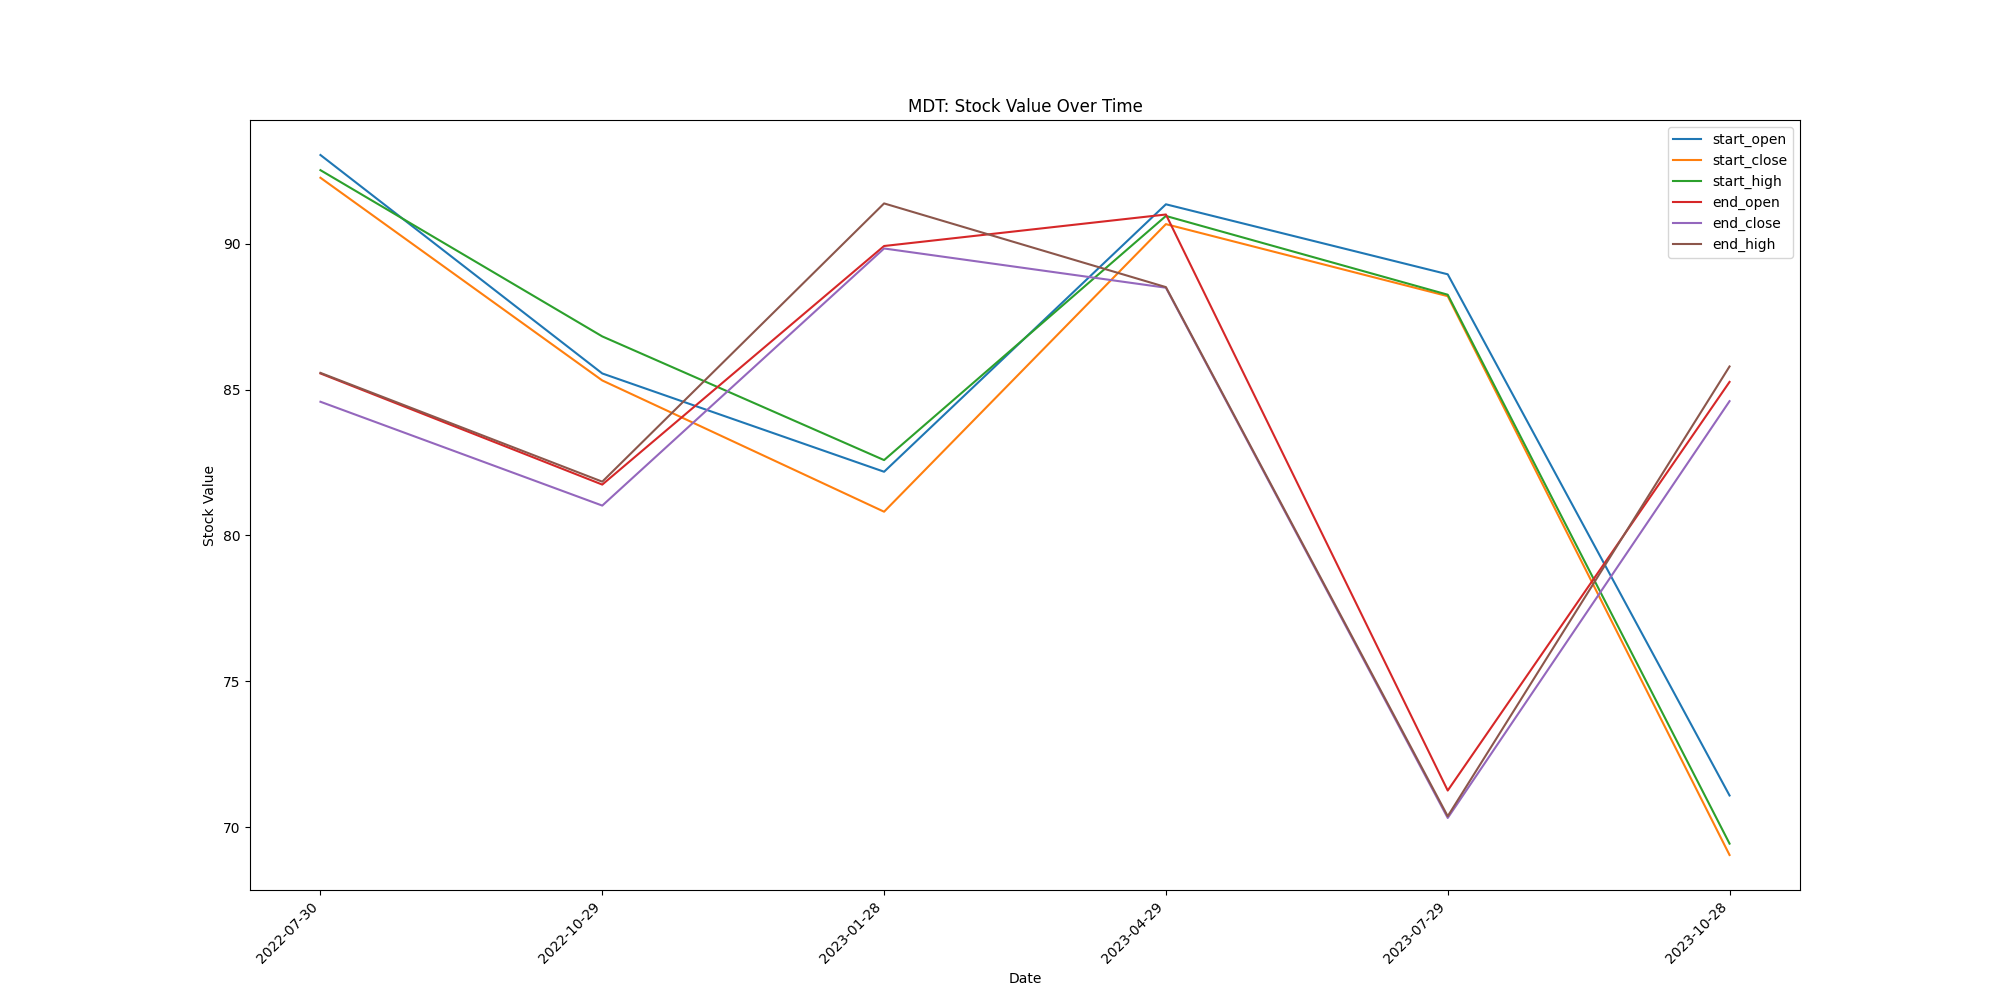 MDT: Stock Value Over Time
start_open
start_close
start_high
end_open
end_close
end_high
Stock Value
90
85
80
75
70
2022-07-30
2022-10-29
2023-01-28
2023-04-29
2023-07-29
2023-10-28
Date